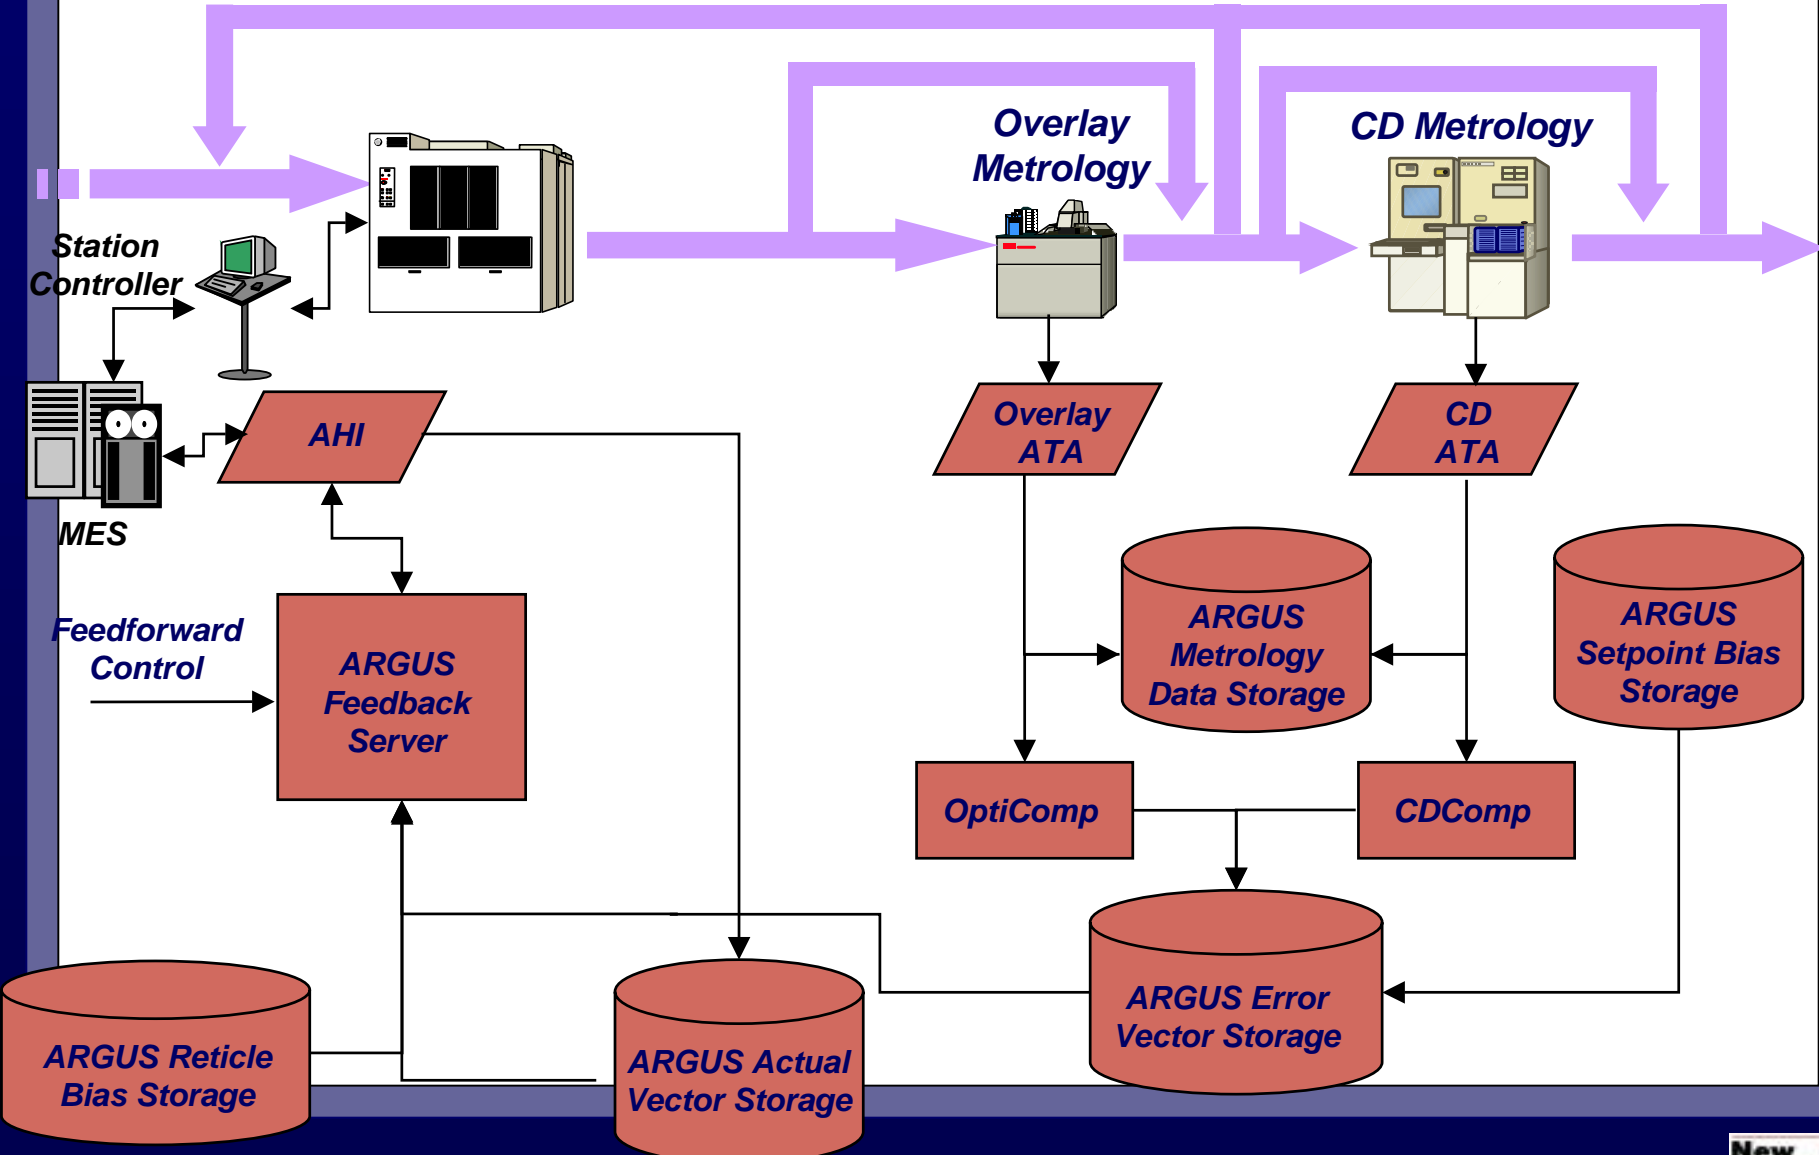 Overlay
Metrology
CD Metrology
Station
Controller
AHI
Overlay
ATA
CD
ATA
MES
Feedforward
Control
ARGUS
Feedback
Server
ARGUS
Metrology
Data Storage
ARGUS
Setpoint Bias
Storage
OptiComp
CDComp
ARGUS Error
Vector Storage
ARGUS Reticle
Bias Storage
ARGUS Actual
Vector Storage
New